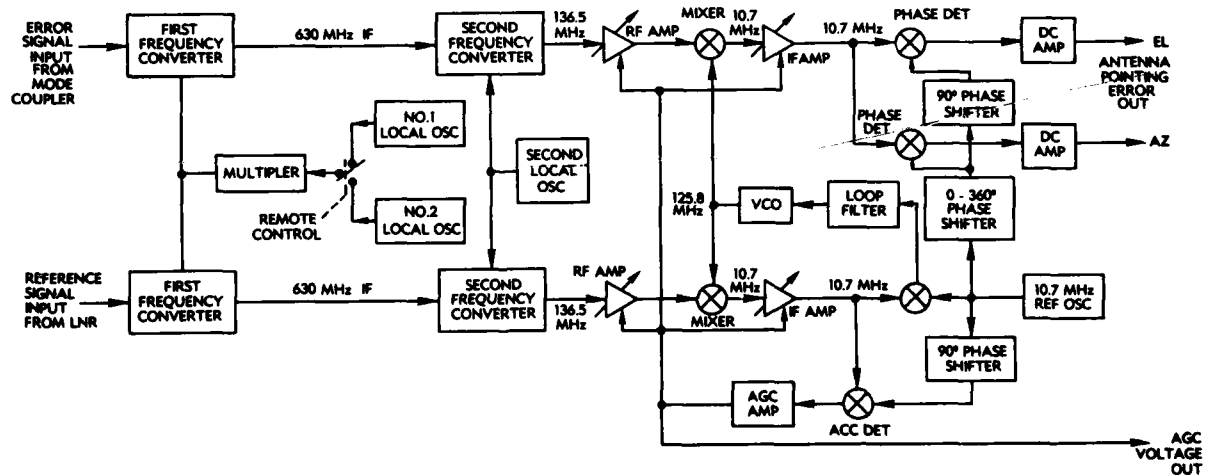 ERROR
SIGNAL
INPUT
FROM
MODE
COUPLER
FIRST
FREQUENCY
CONVERTER
630 MHz IF
SECOND
FREQUENCY
CONVERTER
136.5
MHz
RF AMP
MIXER
10.7
MHz
IF AMP
10.7 MHz
PHASE DET
DC
AMP
EL
ANTENNA
POINTING
ERROR
OUT
90° PHASE
SHIFTER
PHASE
DET
DC
AMP
AZ
NO.1
LOCAL OSC
MULTIPLER
REMOTE
CONTROL
NO.2
LOCAL OSC
SECOND
LOCAL
OSC
125.8
MHz
VCO
LOOP
FILTER
0 - 360°
PHASE
SHIFTER
REFERENCE
SIGNAL
INPUT
FROM LNR
FIRST
FREQUENCY
CONVERTER
630 MHz IF
SECOND
FREQUENCY
CONVERTER
RF AMP
136.5
MHz
MIXER
10.7
MHz
IF AMP
10.7 MHz
10.7 MHz
REF OSC
90° PHASE
SHIFTER
AGC
AMP
ACC DET
AGC
VOLTAGE
OUT